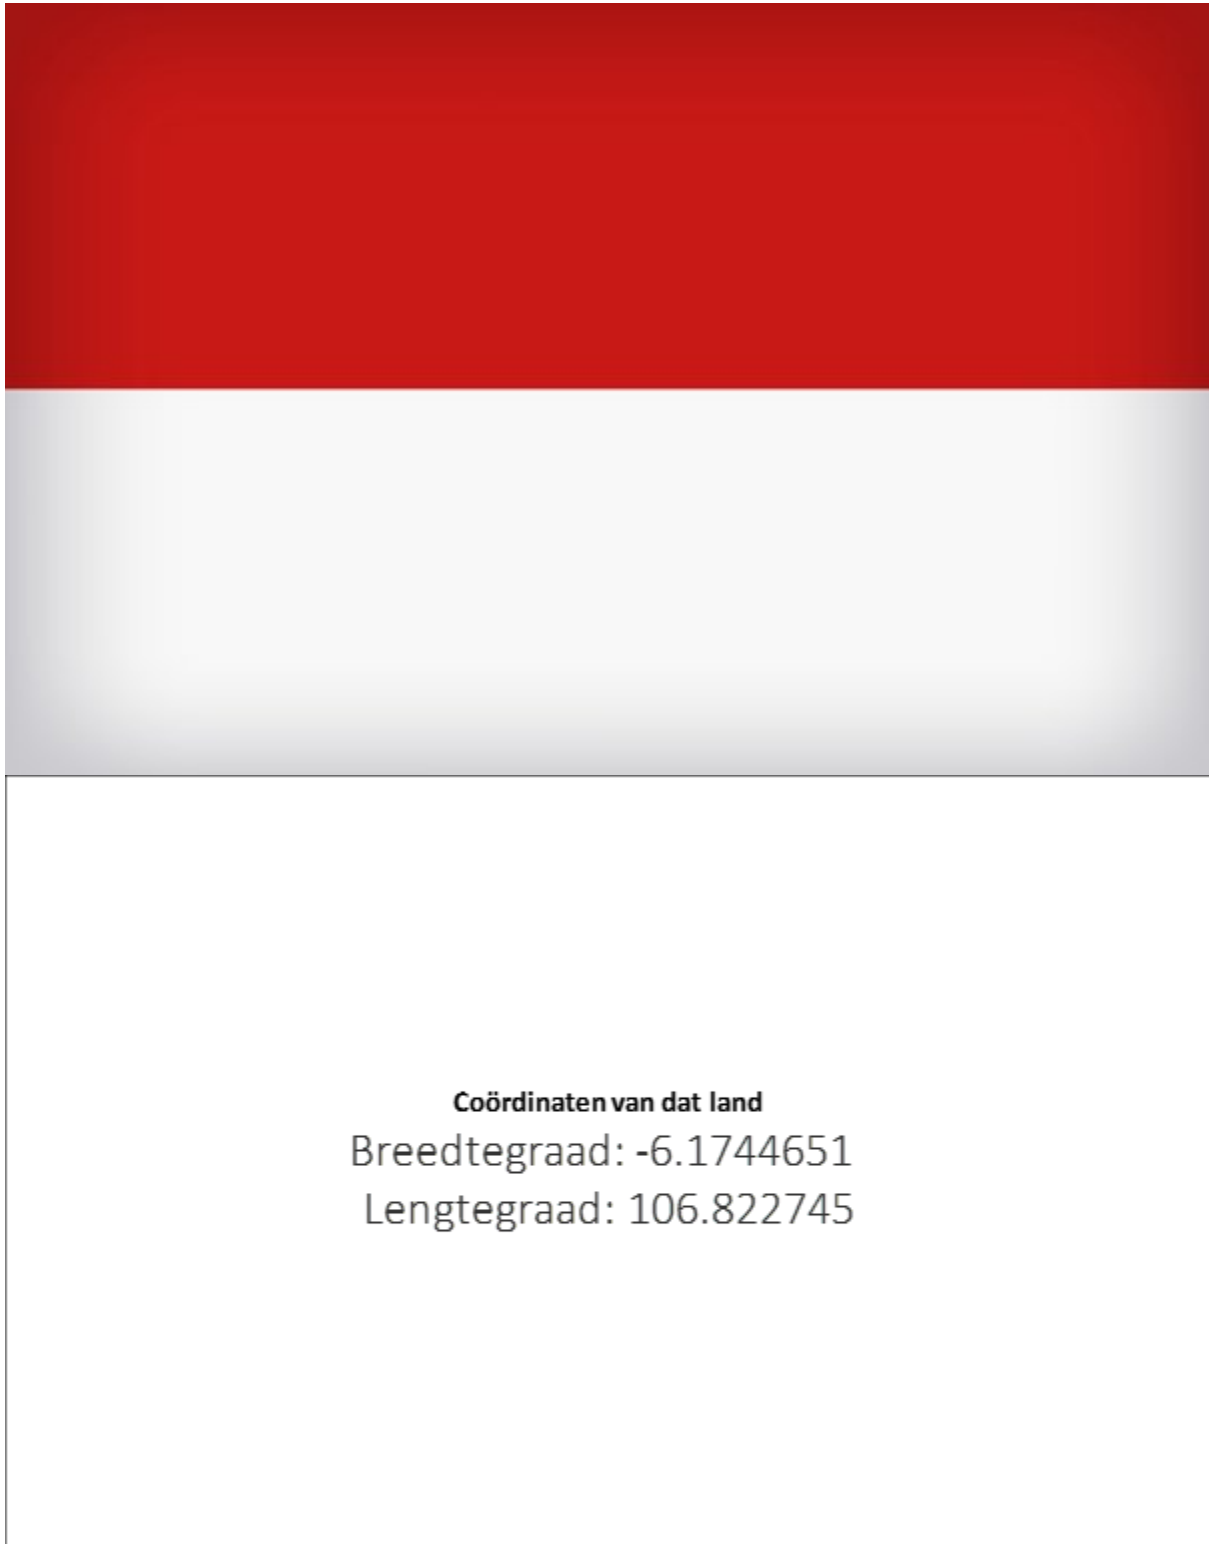 Coördinaten van dat land
Breedtegraad: -6.1744651
Lengtegraad: 106.822745